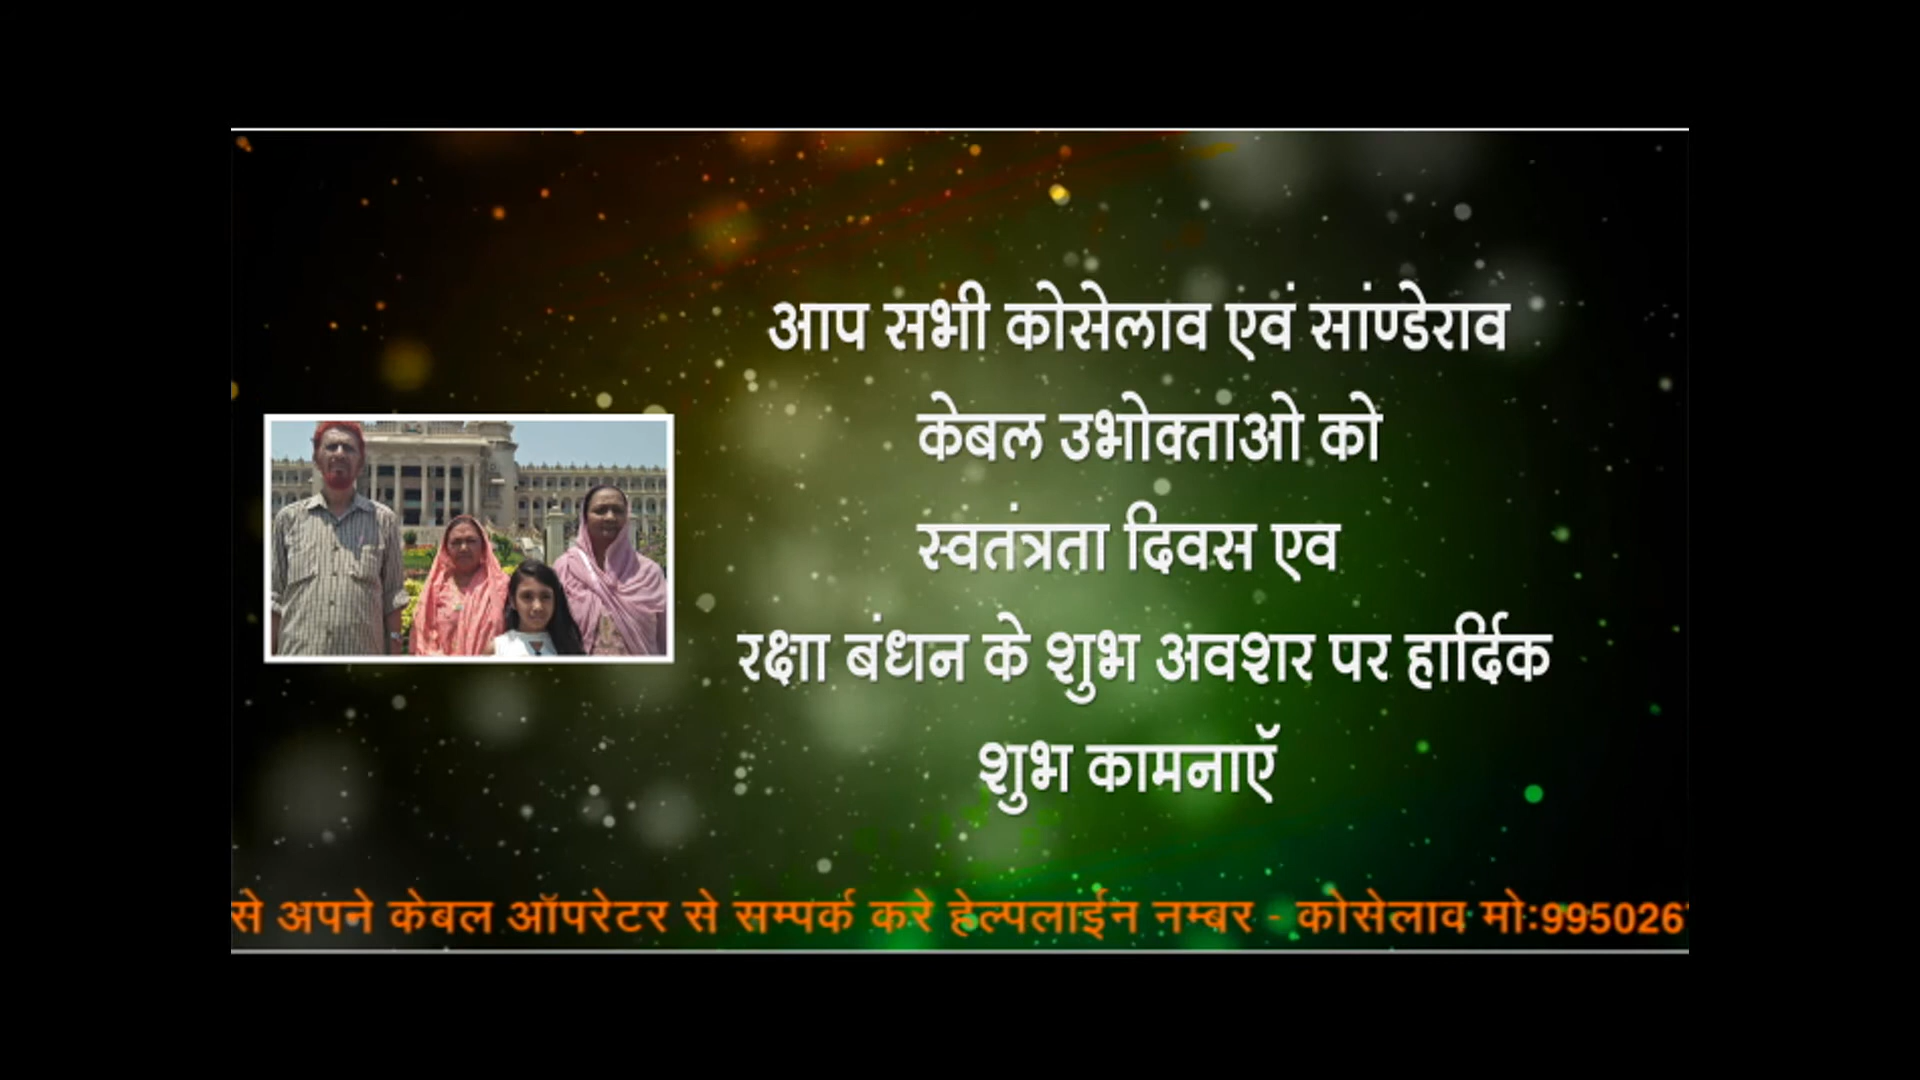 आप सभी कोसेलाव एवं सांण्डेराव
केबल उभोक्ताओ को
स्वतंत्रता दिवस एव
रक्षा बंधन के शुभ अवशर पर हार्दिक
शुभ कामनाएॅ
से अपने केबल ऑपरेटर से सम्पर्क करे हेल्पलाईन नम्बर - कोसेलाव मो:995026